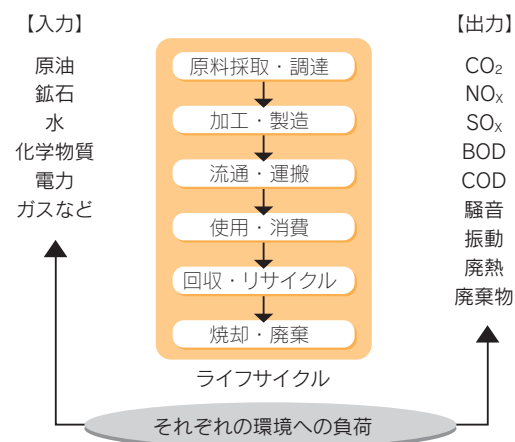 【入力】
原油
鉱石
水
化学物質
電力
ガスなど
原料採取・調達
加工・製造
流通・運搬
使用・消費
回収・リサイクル
焼却・廃棄
ライフサイクル
【出力】
CO₂
NOₓ
SOₓ
BOD
COD
騒音
振動
廃熱
廃棄物
それぞれの環境への負荷